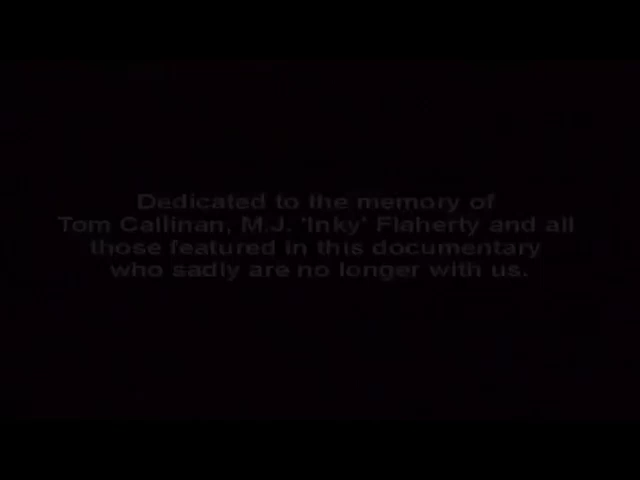 Dedicated to the memory of
Tom Callinan, M.J. 'Inky' Flaherty and all
those featured in this documentary
who sadly are no longer with us.